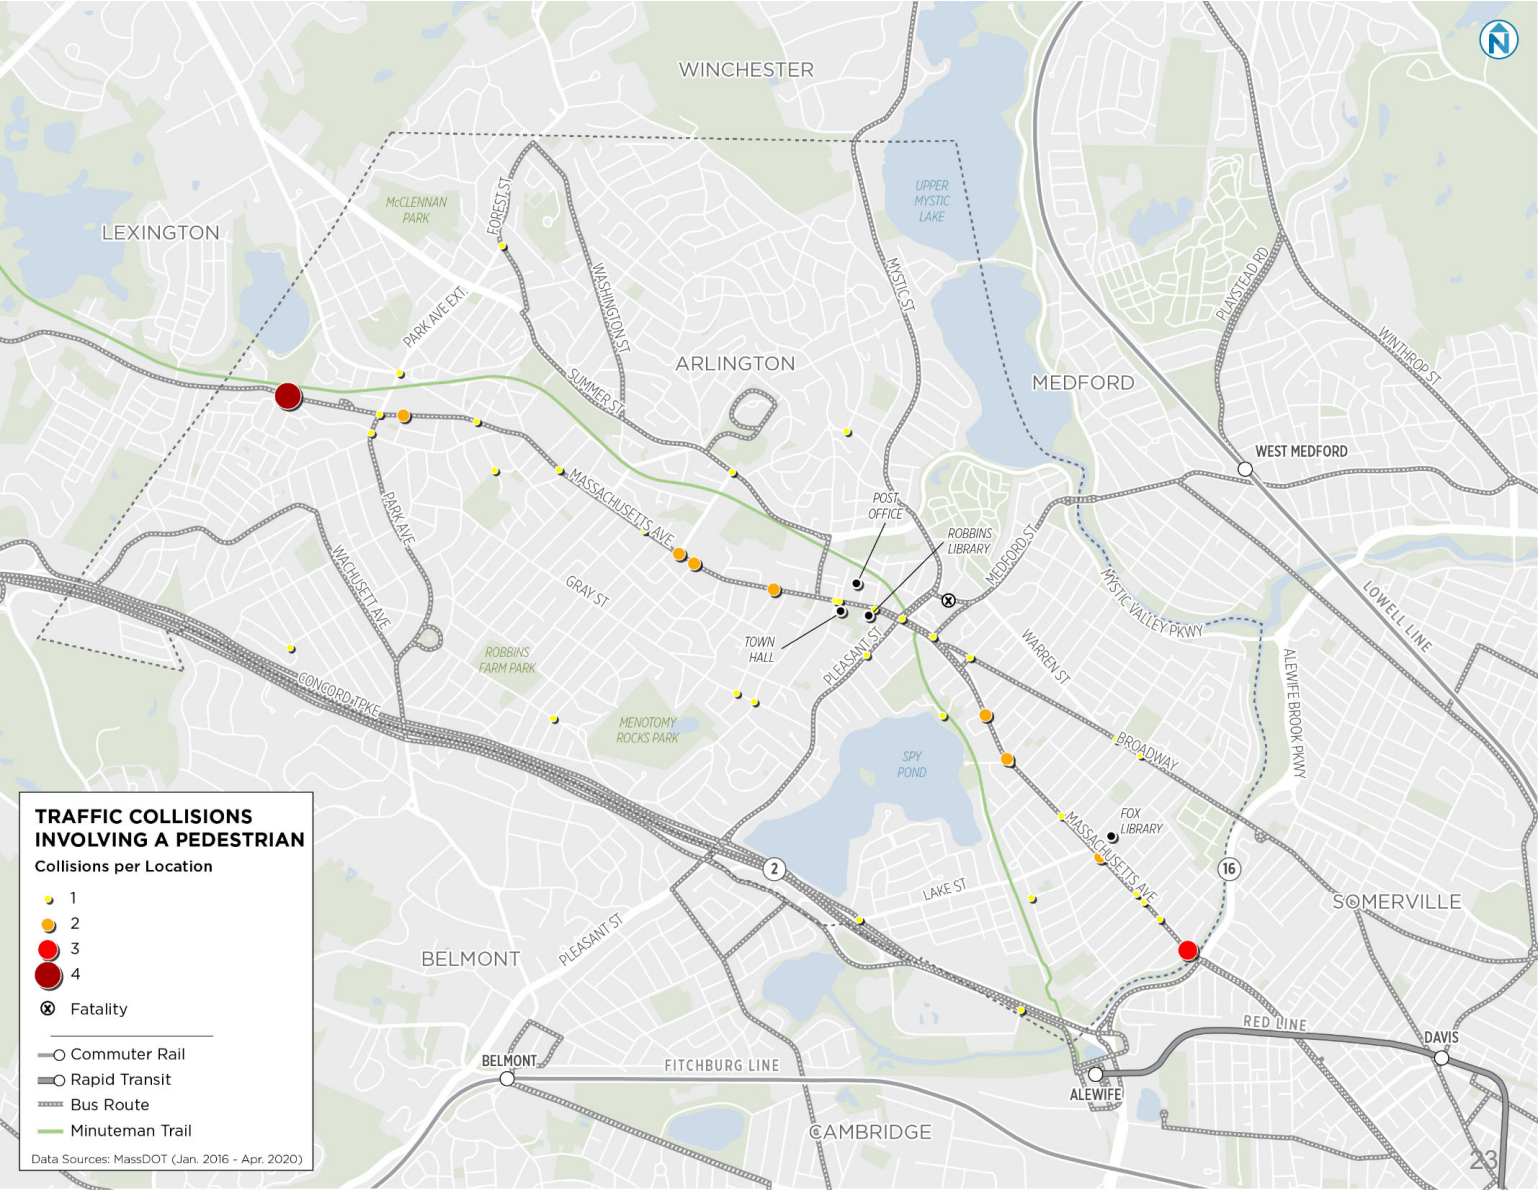 N
WINCHESTER
UPPER
MYSTIC
LAKE
McCLENNAN
PARK
FOREST ST
LEXINGTON
WASHINGTON ST
MYSTIC ST
PLAYSTEAD RD
PARK AVE EXT.
WINTHROP ST
ARLINGTON
MEDFORD
SUMMER ST
WEST MEDFORD
MASSACHUSETTS AVE
POST
OFFICE
PARK AVE
ROBBINS
LIBRARY
MEDFORD ST
WACHUSETT AVE
GRAY ST
MYSTIC VALLEY PKWY
LOWELL LINE
TOWN
HALL
PLEASANT ST
WARREN ST
ROBBINS
FARM PARK
CONCORD TPKE
ALEWIFE BROOK PKWY
MENOTOMY
ROCKS PARK
SPY
POND
BROADWAY
FOX
LIBRARY
MASSACHUSETTS AVE
2
16
LAKE ST
SOMERVILLE
PLEASANT ST
BELMONT
RED LINE
DAVIS
BELMONT
FITCHBURG LINE
ALEWIFE
CAMBRIDGE
TRAFFIC COLLISIONS
INVOLVING A PEDESTRIAN
Collisions per Location
1
2
3
4
Fatality
Commuter Rail
Rapid Transit
Bus Route
Minuteman Trail
Data Sources: MassDOT (Jan. 2016 - Apr. 2020)
23